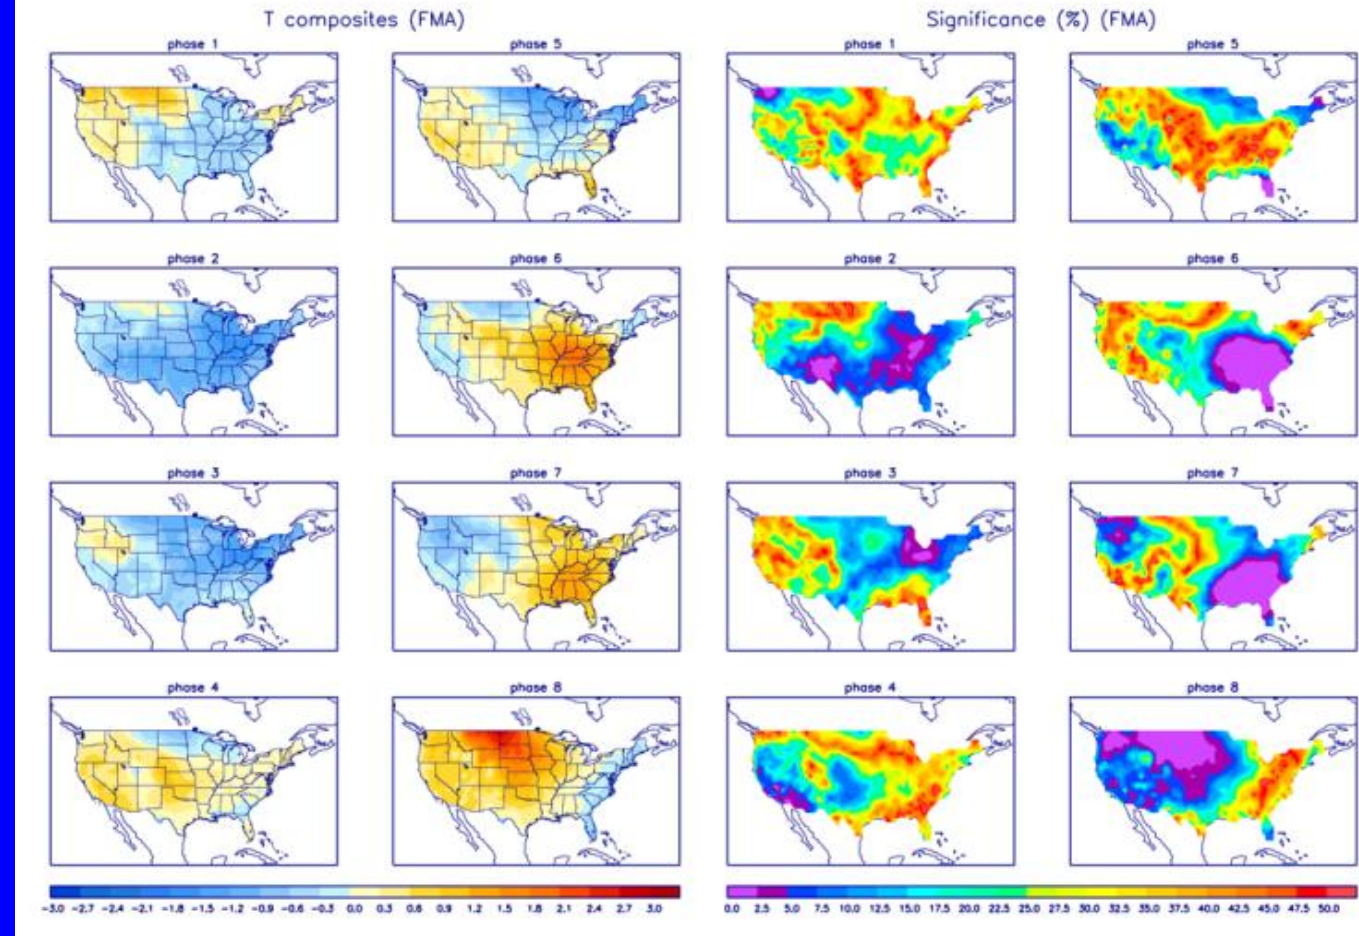 T composites (FMA)
Significance (%) (FMA)
phase 1
phase 5
phase 1
phase 5
phase 2
phase 6
phase 2
phase 6
phase 3
phase 7
phase 3
phase 7
phase 4
phase 8
phase 4
phase 8
-3.0 -2.7 -2.4 -2.1 -1.8 -1.5 -1.2 -0.9 -0.6 -0.3 0.0 0.3 0.6 0.9 1.2 1.5 1.8 2.1 2.4 2.7 3.0
0.0 2.5 5.0 7.5 10.0 12.5 15.0 17.5 20.0 22.5 25.0 27.5 30.0 32.5 35.0 37.5 40.0 42.5 45.0 47.5 50.0